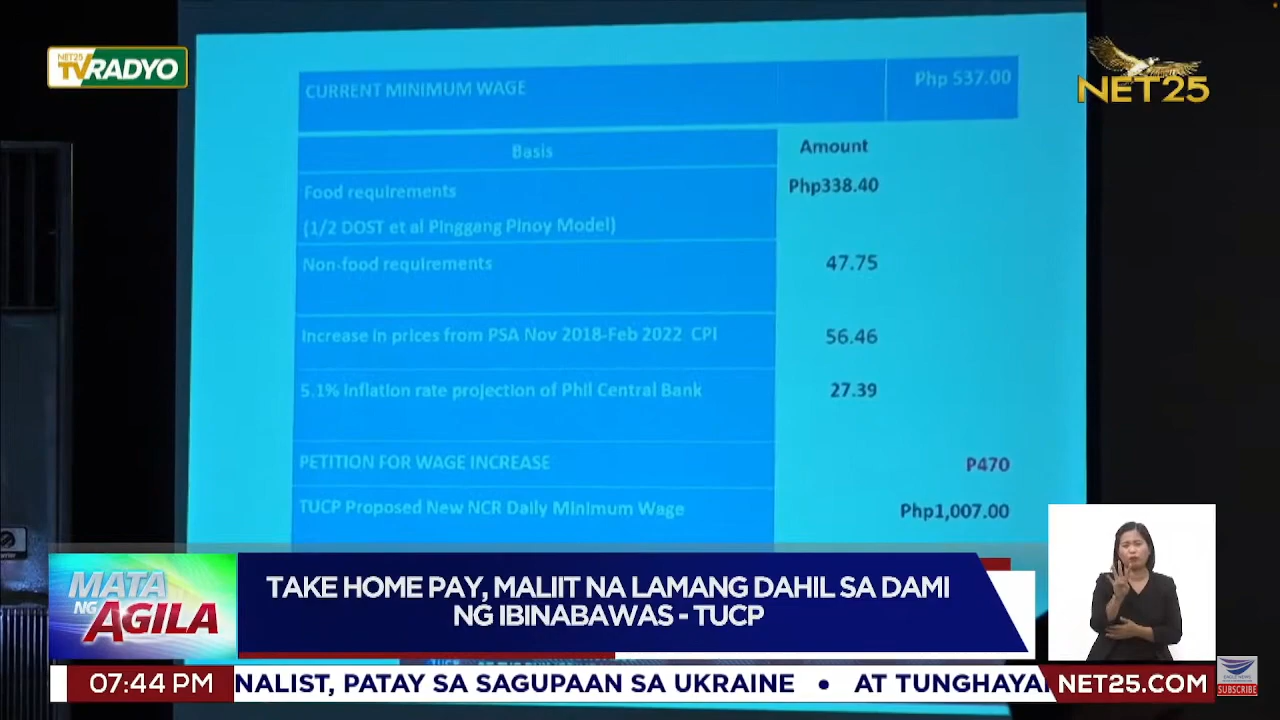 NET25
TV RADYO
NET25
CURRENT MINIMUM WAGE Php 537.00
Basis Amount
Food requirements Php338.40
(1/2 DOST et al Pinggang Pinoy Model)
Non-food requirements 47.75
Increase in prices from PSA Nov 2018-Feb 2022 CPI 56.46
5.1% inflation rate projection of Phil Central Bank 27.39
PETITION FOR WAGE INCREASE P470
TUCP Proposed New NCR Daily Minimum Wage Php1,007.00
MATA NG AGILA
TAKE HOME PAY, MALIIT NA LAMANG DAHIL SA DAMI
NG IBINABAWAS - TUCP
07:44 PM NALIST, PATAY SA SAGUPAAN SA UKRAINE • AT TUNGHAYA NET25.COM
EAGLE NEWS
SUBSCRIBE